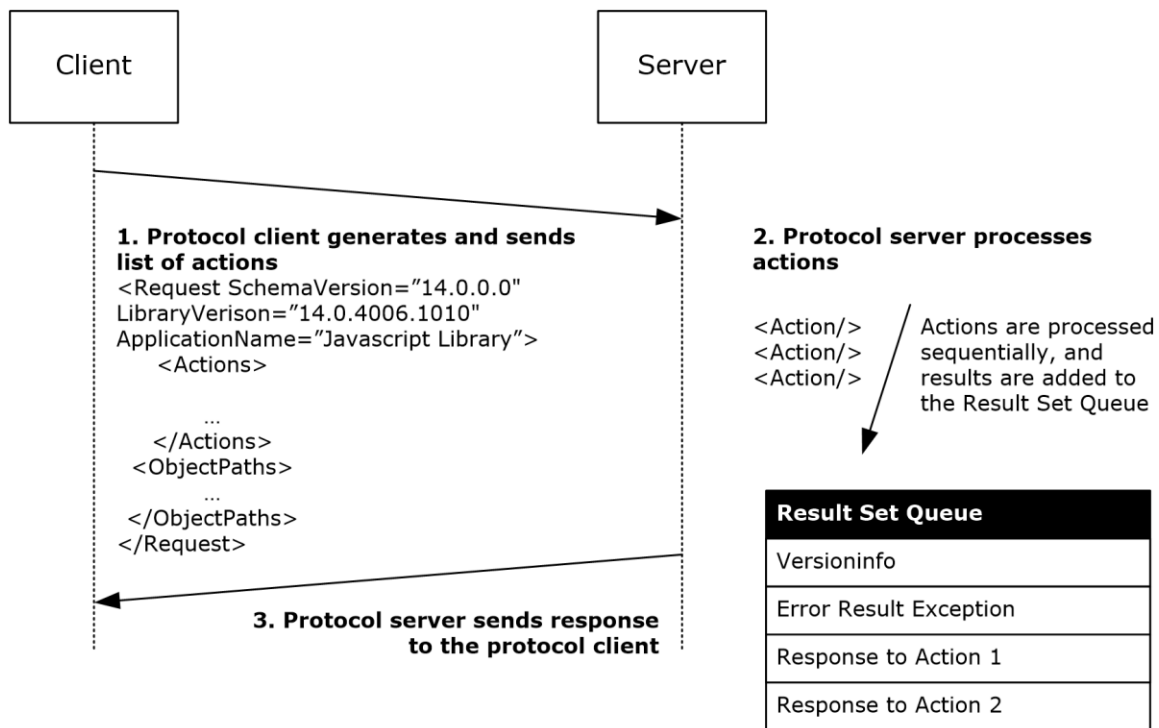 Client
Server
1. Protocol client generates and sends
list of actions
<Request SchemaVersion=”14.0.0.0"
LibraryVerison=”14.0.4006.1010"
ApplicationName=”Javascript Library”>
<Actions>
...
</Actions>
<ObjectPaths>
...
</ObjectPaths>
</Request>
2. Protocol server processes
actions
<Action/>
<Action/>
<Action/>
Actions are processed
sequentially, and
results are added to
the Result Set Queue
Result Set Queue
Versioninfo
Error Result Exception
Response to Action 1
Response to Action 2
3. Protocol server sends response
to the protocol client